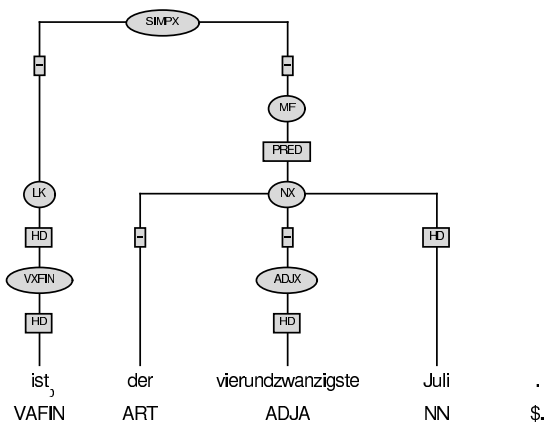 SIMPX
- -
MF
PRED
LK NX
HD - - HD
VXFIN ADJX
HD HD
ist der vierundzwanzigste Juli .
VAFIN ART ADJA NN $.